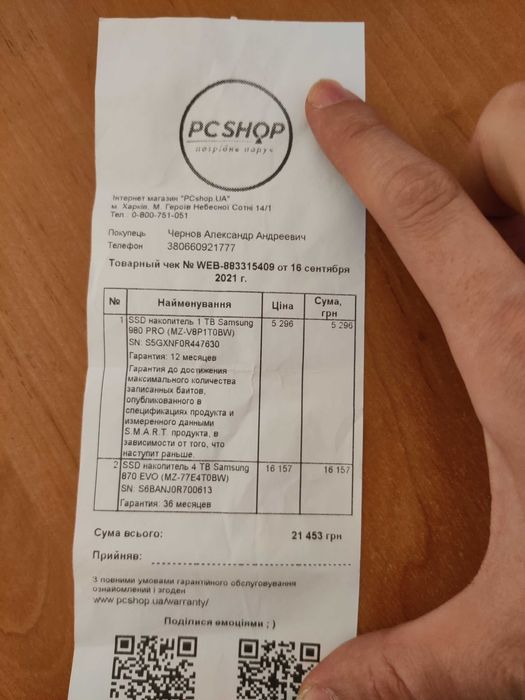 PCSHOP
потрібне поруч
Інтернет магазин "PCshop.UA"
м. Харків, М. Героїв Небесної Сотні 14/1
Тел.: 0-800-751-051
Покупець Чернов Александр Андреевич
Телефон 380660921777
Товарный чек № WEB-883315409 от 16 сентября
2021 г.
№ Найменування Ціна Сума, грн
1 SSD накопитель 1 TB Samsung 5 296 5 296
980 PRO (MZ-V8P1T0BW)
SN: S5GXNF0R447630
Гарантия: 12 месяцев
Гарантия до достижения
максимального количества
записанных байтов,
опубликованного в
спецификациях продукта и
измеренного данными
S.M.A.R.T. продукта, в
зависимости от того, что
наступит раньше.
2 SSD накопитель 4 TB Samsung 16 157 16 157
870 EVO (MZ-77E4T0BW)
SN: S6BANJ0R700613
Гарантия: 36 месяцев
Сума всього: 21 453 грн
Прийняв:
З повними умовами гарантійного обслуговування
ознайомлений і згоден
www.pcshop.ua/warranty/
Поділися емоціями ; )